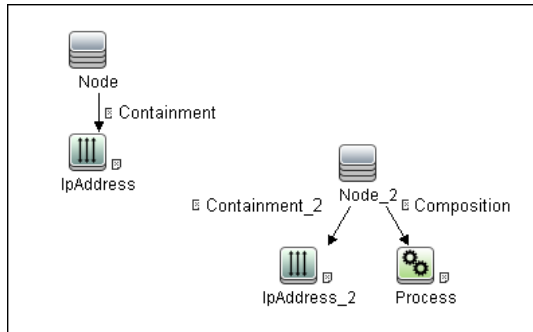 Node
Containment
IpAddress
Node_2
Containment_2
Composition
IpAddress_2
Process